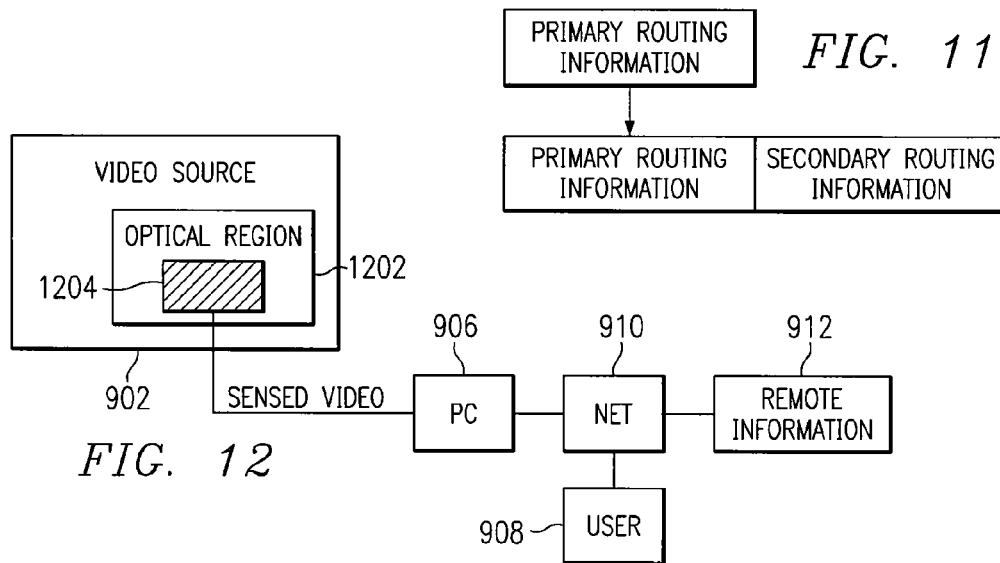 PRIMARY ROUTING
INFORMATION
FIG. 11
PRIMARY ROUTING
INFORMATION
SECONDARY ROUTING
INFORMATION
VIDEO SOURCE
OPTICAL REGION
1204
1202
902
SENSED VIDEO
FIG. 12
906
PC
910
NET
912
REMOTE
INFORMATION
908
USER